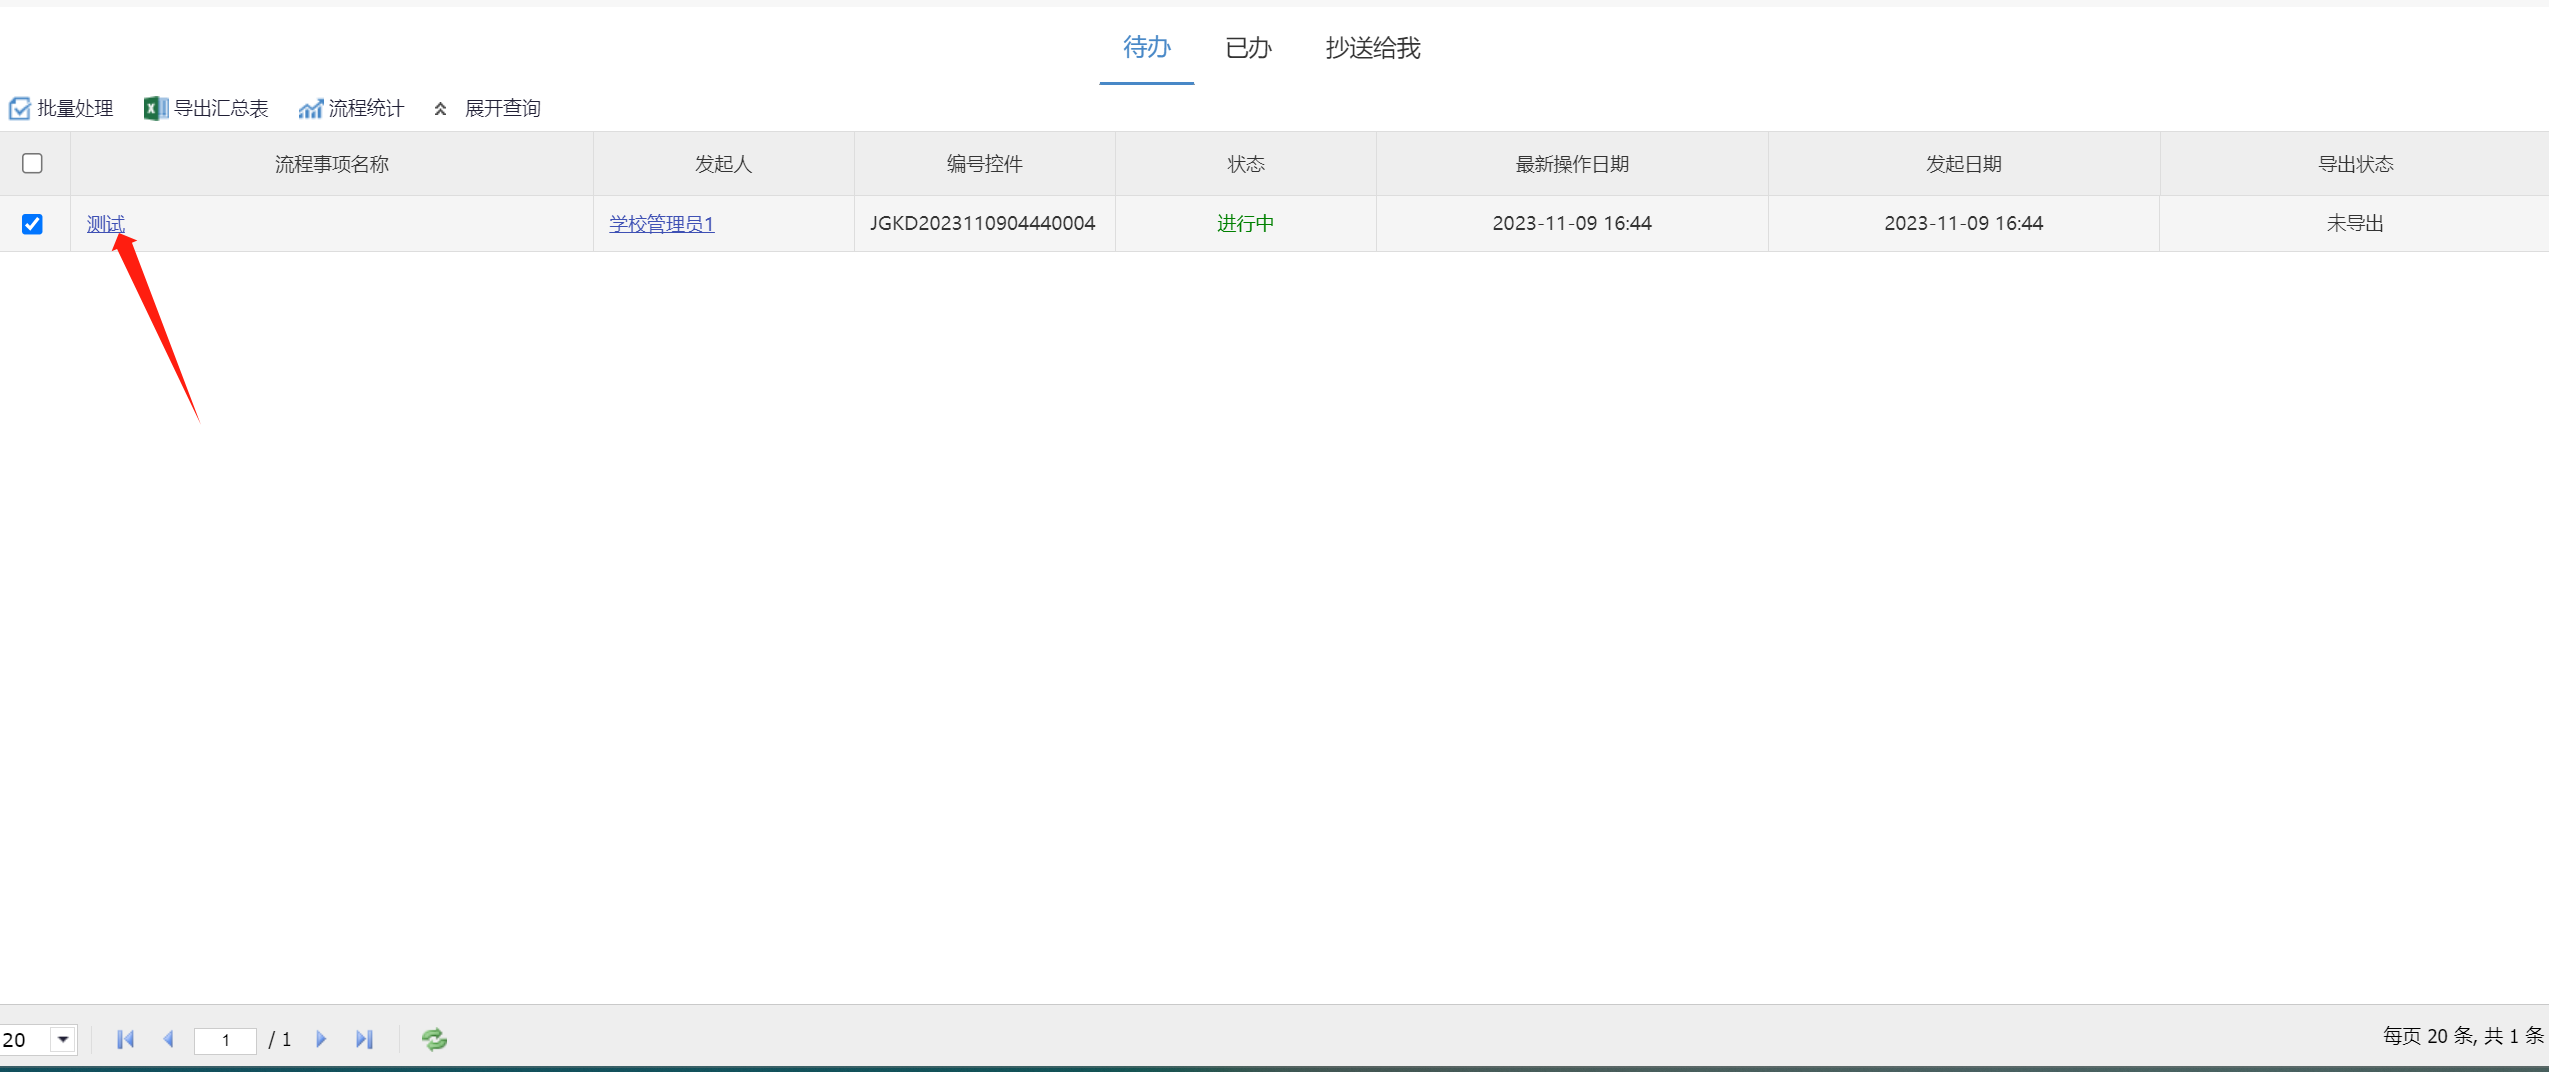 待办 已办 抄送给我
批量处理 导出汇总表 流程统计 展开查询
流程事项名称 发起人 编号控件 状态 最新操作日期 发起日期 导出状态
测试 学校管理员1 JGKD2023110904440004 进行中 2023-11-09 16:44 2023-11-09 16:44 未导出
20 1 / 1 每页 20 条, 共 1 条